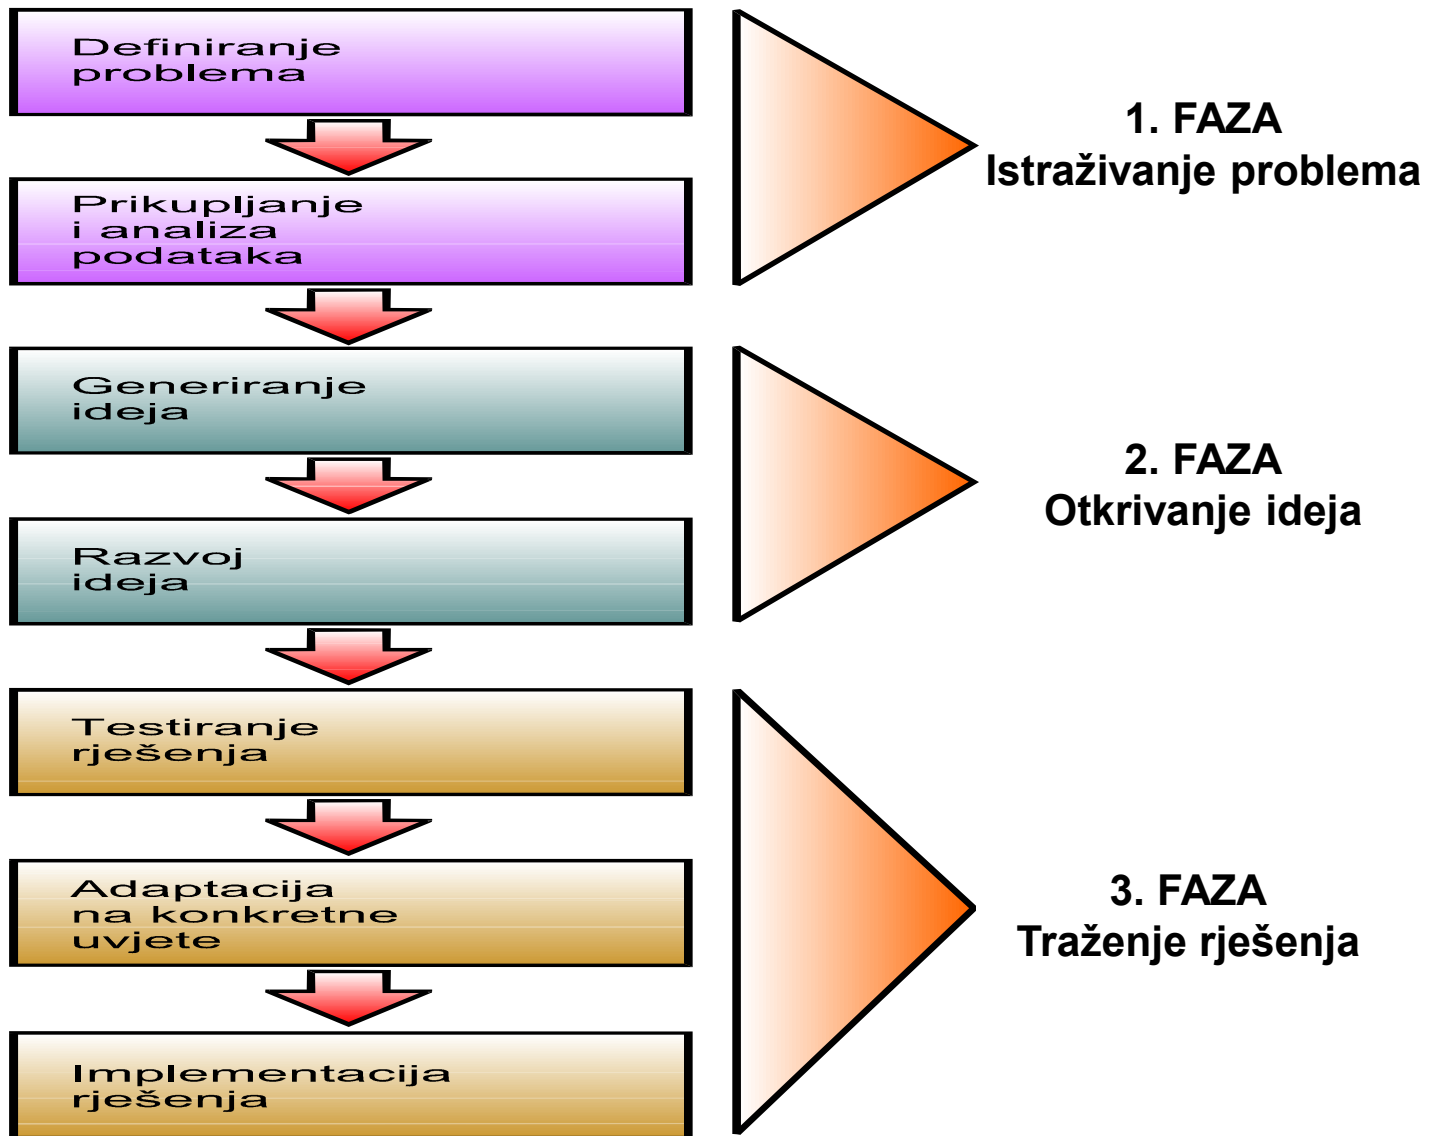 Definiranje
problema
1. FAZA
Istraživanje problema
Prikupljanje
i analiza
podataka
Generiranje
ideja
2. FAZA
Otkrivanje ideja
Razvoj
ideja
Testiranje
rješenja
Adaptacija
na konkretne
uvjete
3. FAZA
Traženje rješenja
Implementacija
rješenja